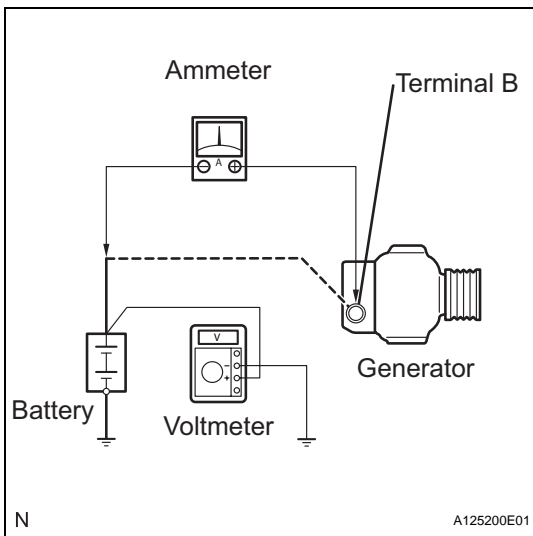 Ammeter
Terminal B
A
V
+
Generator
Battery
Voltmeter
N
A125200E01